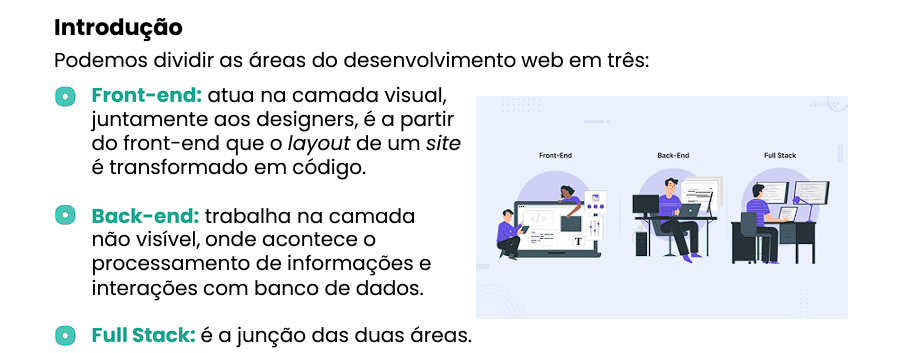 Introdução
Podemos dividir as áreas do desenvolvimento web em três:
Front-end: atua na camada visual,
juntamente aos designers, é a partir
do front-end que o layout de um site
é transformado em código.
Back-end: trabalha na camada
não visível, onde acontece o
processamento de informações e
interações com banco de dados.
Full Stack: é a junção das duas áreas.
Front-End
Back-End
Full Stack
</>
T